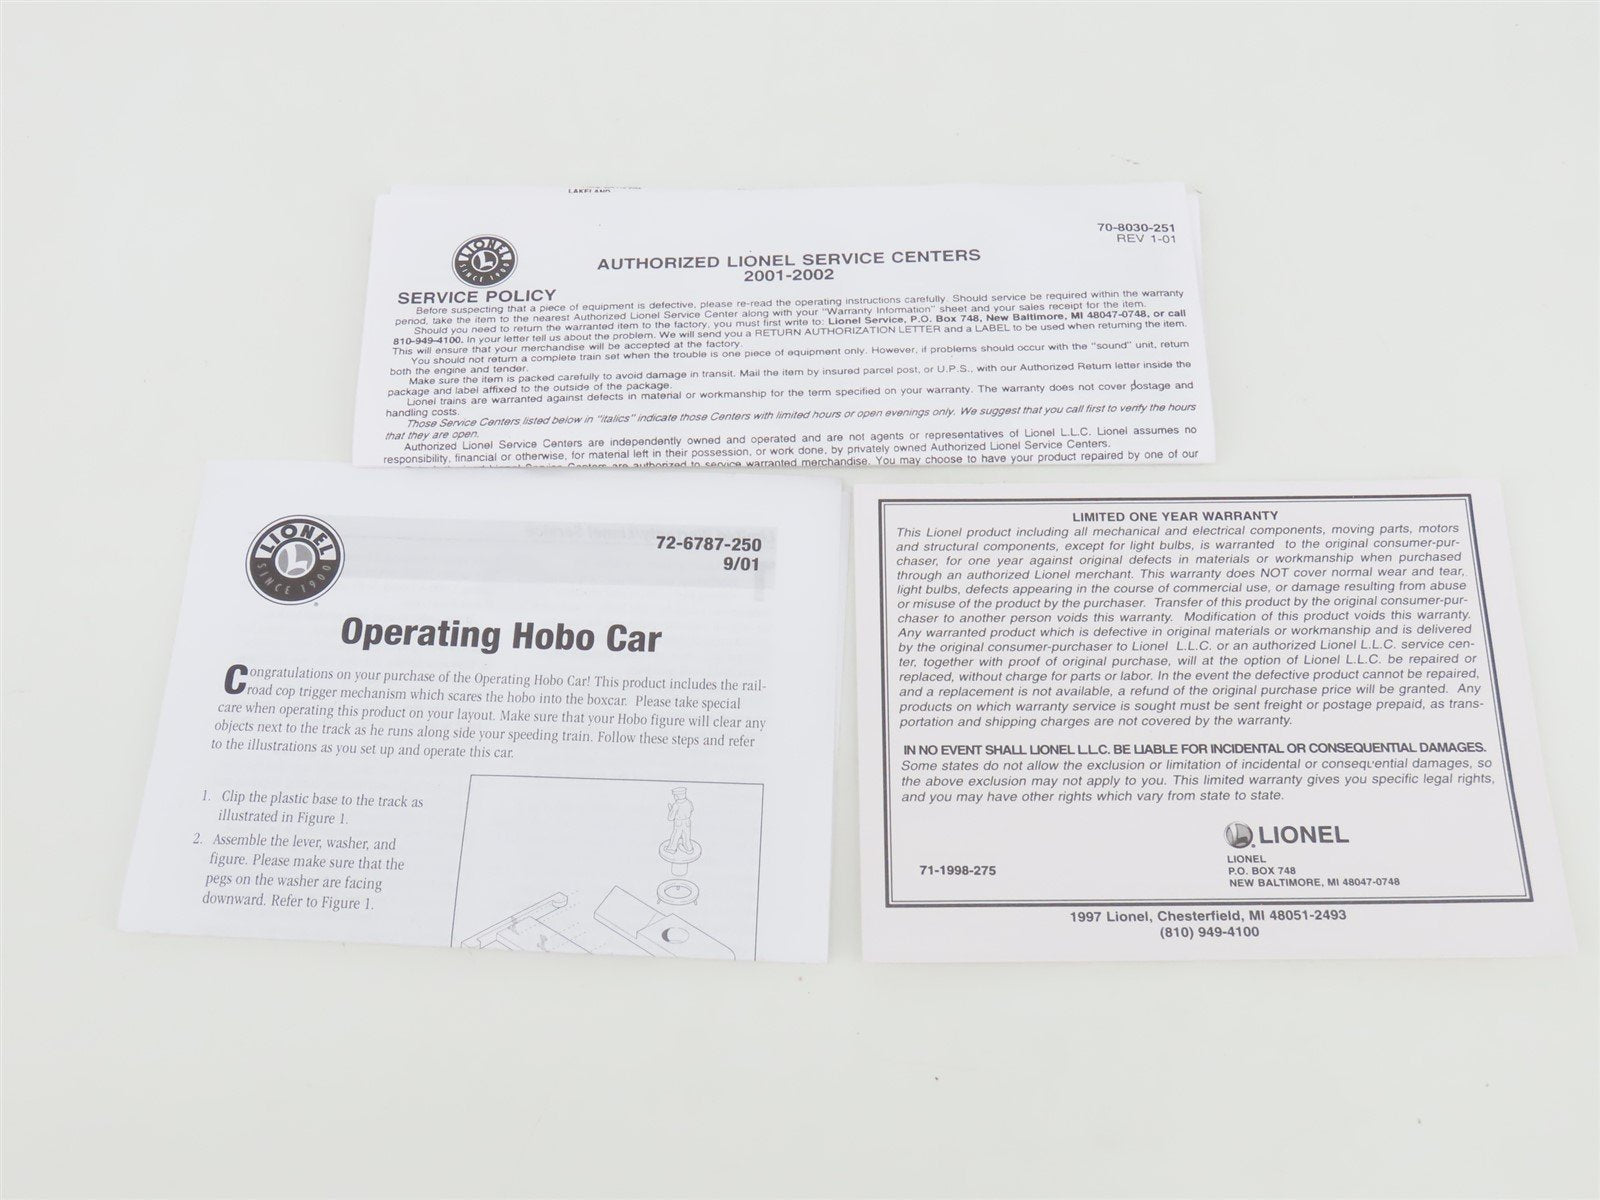 LAKELAND
70-8030-251
REV 1-01
LIONEL
SINCE 1900
AUTHORIZED LIONEL SERVICE CENTERS
2001-2002
SERVICE POLICY
Before suspecting that a piece of equipment is defective, please re-read the operating instructions carefully. Should service be required within the warranty
period, take the item to the nearest Authorized Lionel Service Center along with your "Warranty Information" sheet and your sales receipt for the item.
Should you need to return the warranted item to the factory, you must first write to: Lionel Service, P.O. Box 748, New Baltimore, MI 48047-0748, or call
810-949-4100. In your letter tell us about the problem. We will send you a RETURN AUTHORIZATION LETTER and a LABEL to be used when returning the item.
This will ensure that your merchandise will be accepted at the factory.
You should not return a complete train set when the trouble is one piece of equipment only. However, if problems should occur with the "sound" unit, return
both the engine and tender.
Make sure the item is packed carefully to avoid damage in transit. Mail the item by insured parcel post, or U.P.S., with our Authorized Return letter inside the
package and label affixed to the outside of the package.
Lionel trains are warranted against defects in material or workmanship for the term specified on your warranty. The warranty does not cover postage and
handling costs.
Those Service Centers listed below in "italics" indicate those Centers with limited hours or open evenings only. We suggest that you call first to verify the hours
that they are open.
Authorized Lionel Service Centers are independently owned and operated and are not agents or representatives of Lionel L.L.C. Lionel assumes no
responsibility, financial or otherwise, for material left in their possession, or work done, by privately owned Authorized Lionel Service Centers.
Service Centers are authorized to service warranted merchandise. You may choose to have your product repaired by one of our
LIONEL
SINCE 1900
72-6787-250
9/01
Operating Hobo Car
Congratulations on your purchase of the Operating Hobo Car! This product includes the rail-
road cop trigger mechanism which scares the hobo into the boxcar. Please take special
care when operating this product on your layout. Make sure that your Hobo figure will clear any
objects next to the track as he runs along side your speeding train. Follow these steps and refer
to the illustrations as you set up and operate this car.
1. Clip the plastic base to the track as
illustrated in Figure 1.
2. Assemble the lever, washer, and
figure. Please make sure that the
pegs on the washer are facing
downward. Refer to Figure 1.
LIMITED ONE YEAR WARRANTY
This Lionel product including all mechanical and electrical components, moving parts, motors
and structural components, except for light bulbs, is warranted to the original consumer-pur-
chaser, for one year against original defects in materials or workmanship when purchased
through an authorized Lionel merchant. This warranty does NOT cover normal wear and tear,
light bulbs, defects appearing in the course of commercial use, or damage resulting from abuse
or misuse of the product by the purchaser. Transfer of this product by the original consumer-pur-
chaser to another person voids this warranty. Modification of this product voids this warranty.
Any warranted product which is defective in original materials or workmanship and is delivered
by the original consumer-purchaser to Lionel L.L.C. or an authorized Lionel L.L.C. service cen-
ter, together with proof of original purchase, will at the option of Lionel L.L.C. be repaired or
replaced, without charge for parts or labor. In the event the defective product cannot be repaired,
and a replacement is not available, a refund of the original purchase price will be granted. Any
products on which warranty service is sought must be sent freight or postage prepaid, as trans-
portation and shipping charges are not covered by the warranty.
IN NO EVENT SHALL LIONEL L.L.C. BE LIABLE FOR INCIDENTAL OR CONSEQUENTIAL DAMAGES.
Some states do not allow the exclusion or limitation of incidental or consequential damages, so
the above exclusion may not apply to you. This limited warranty gives you specific legal rights,
and you may have other rights which vary from state to state.
LIONEL
71-1998-275
LIONEL
P.O. BOX 748
NEW BALTIMORE, MI 48047-0748
1997 Lionel, Chesterfield, MI 48051-2493
(810) 949-4100